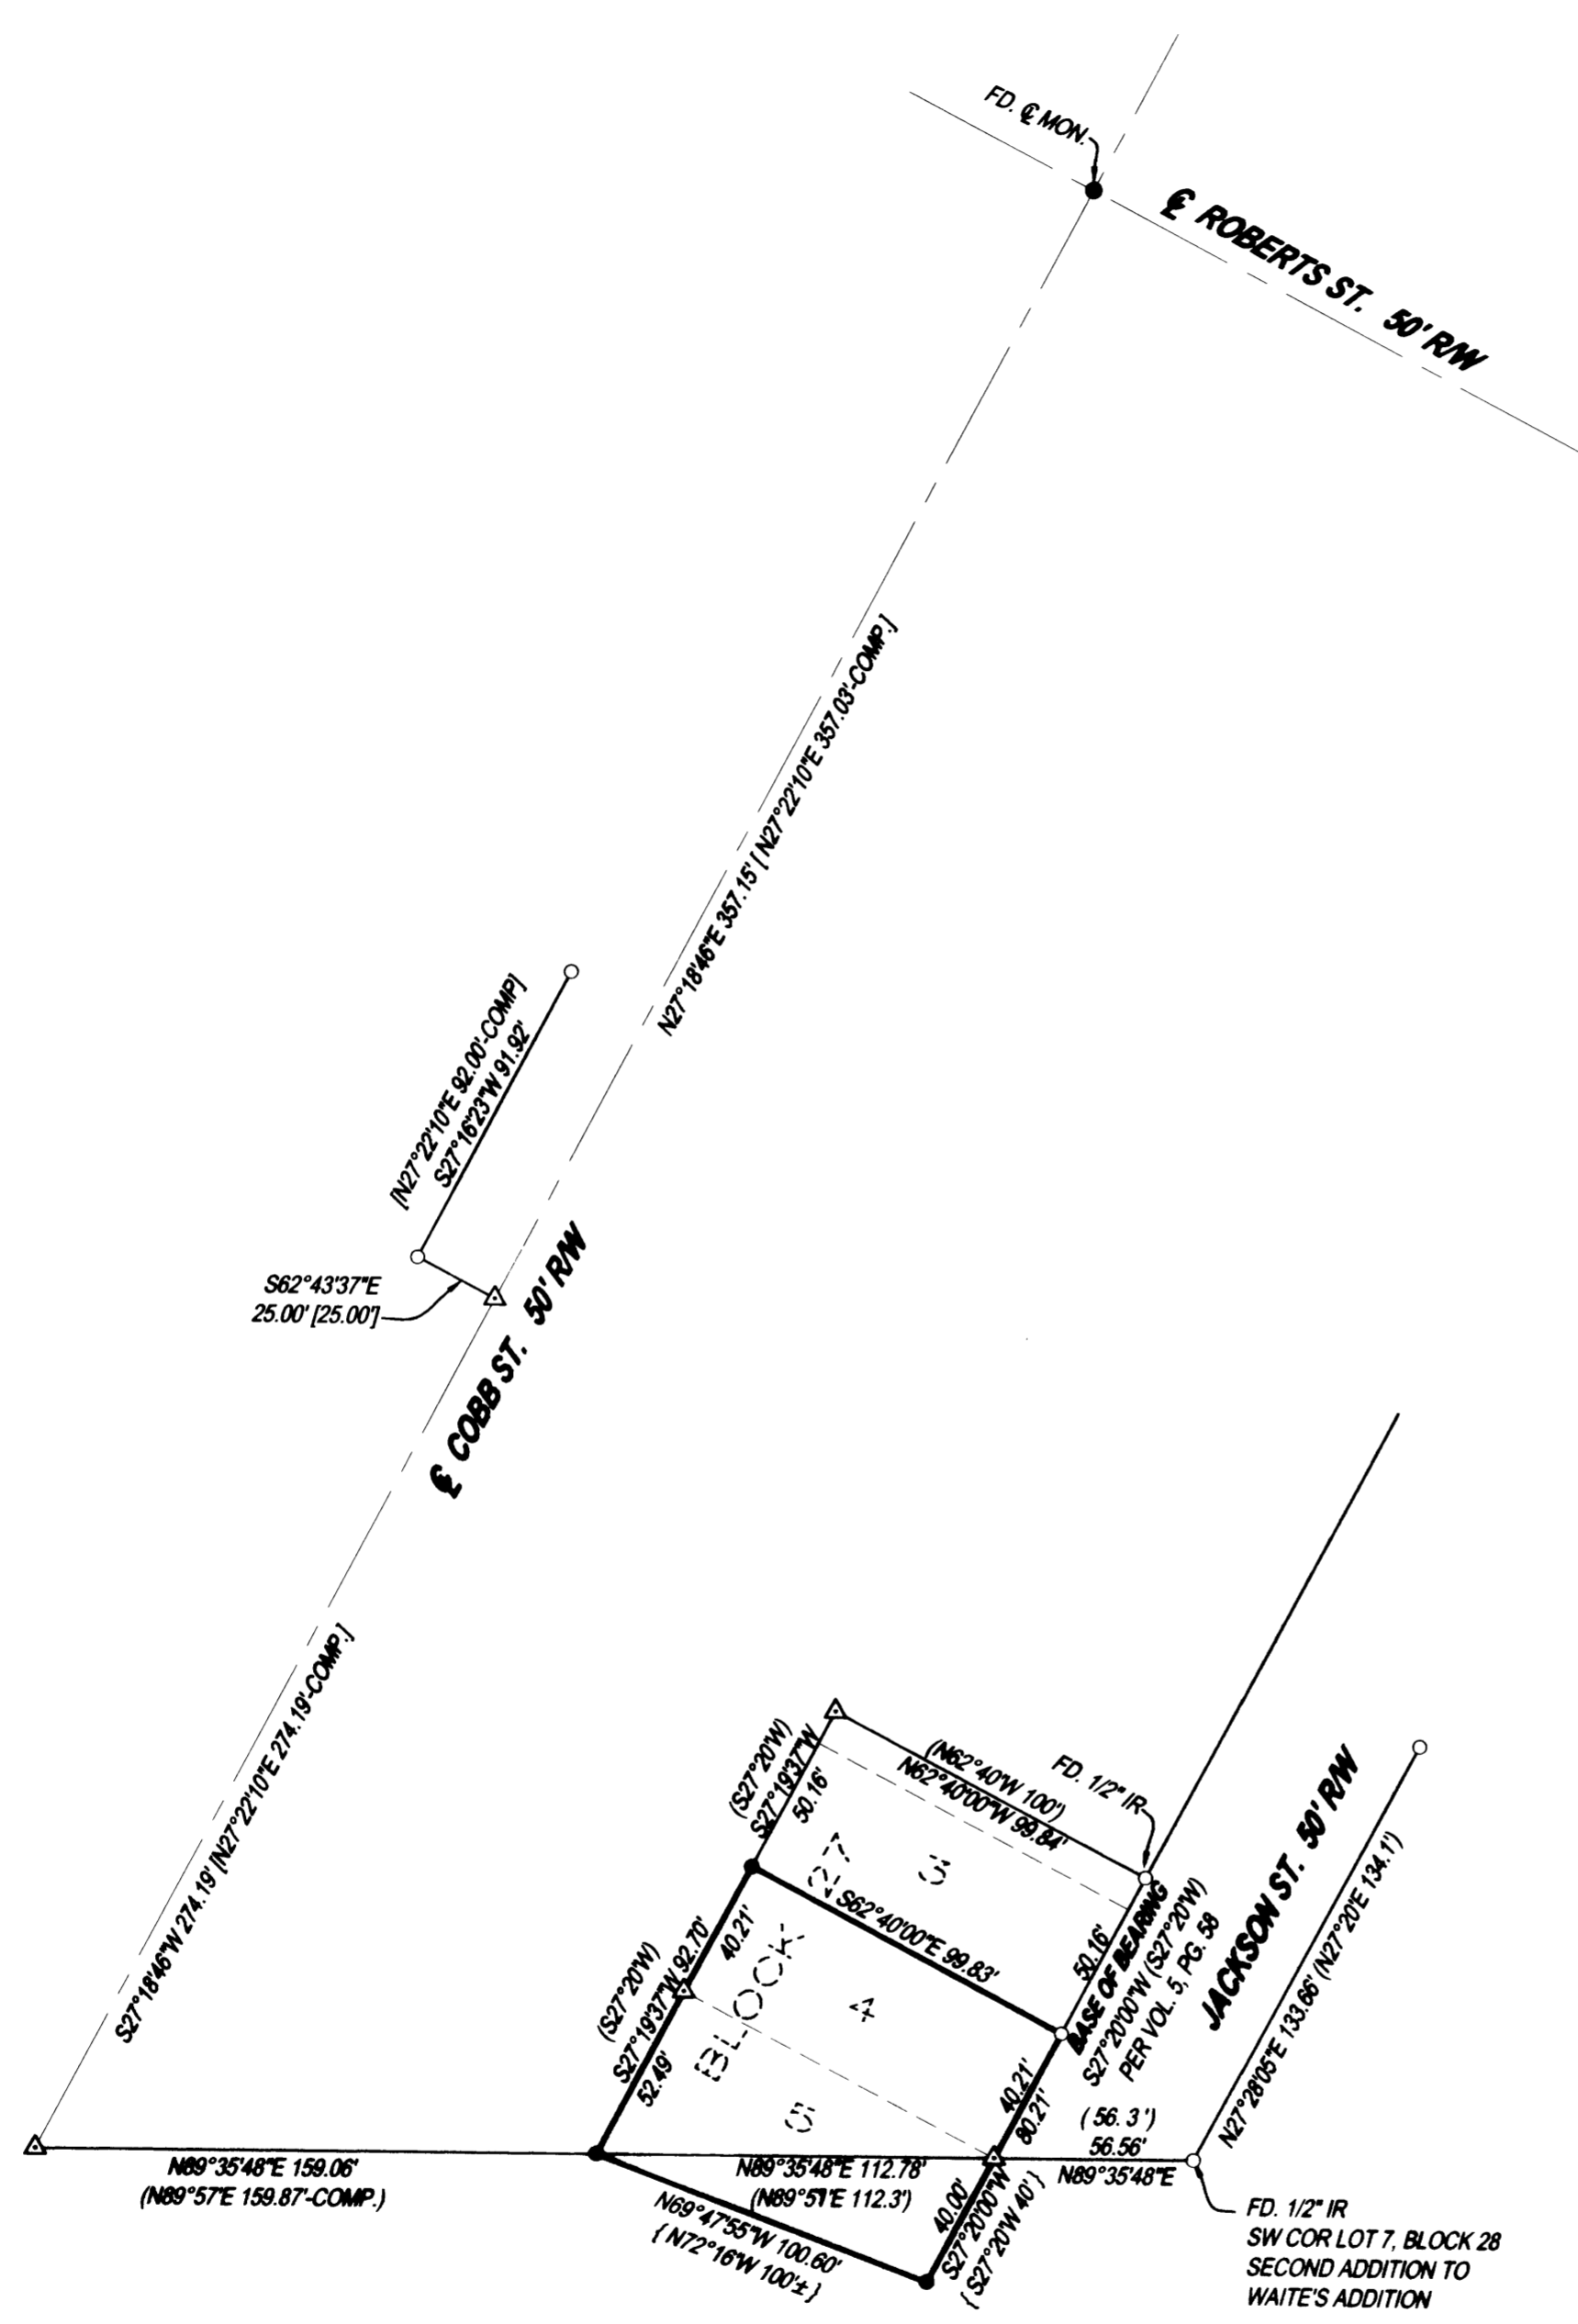 FD. ℄ MON.
℄ ROBERTS ST. 50' R/W
N27°18'46"E 357.15' [N27°22'10"E 357.03'-COMP.]
[N27°22'10"E 92.00'-COMP]
S27°16'23"W 91.92'
S62°43'37"E
25.00' [25.00']
℄ COBB ST. 50' R/W
S27°18'46"W 274.19' [N27°22'10"E 274.19'-COMP.]
(S27°20'W)
S27°19'37"W
50.16'
(N62°40'W 100')
N62°40'00"W 99.84'
FD. 1/2" IR
27
3
S62°40'00"E 99.83'
50.16'
BASE OF BEARING
S27°20'00"W (S27°20'W)
PER VOL. 5, PG. 58
JACKSON ST. 50' R/W
N27°28'05"E 133.66' (N27°20'E 134.1')
(S27°20'W)
S27°19'37"W 92.70'
40.21'
52.49'
BLOCK
4
5
40.21'
80.21'
(56.3')
56.56'
N89°35'48"E
N89°35'48"E 159.06'
(N89°57'E 159.87'-COMP.)
N89°35'48"E 112.78'
(N89°57'E 112.3')
N69°47'55"W 100.60'
{N72°16'W 100'±}
40.00'
S27°20'00"W
{S27°20'W 40'}
FD. 1/2" IR
SW COR LOT 7, BLOCK 28
SECOND ADDITION TO
WAITE'S ADDITION